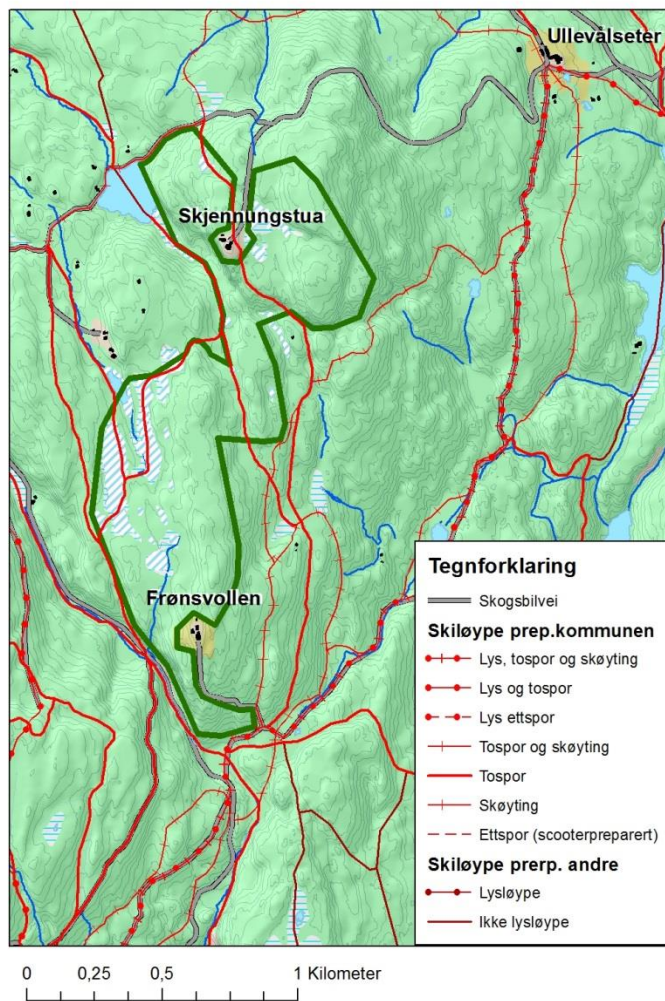 Ullevålseter
Skjennungstua
Frønsvollen
Tegnforklaring
Skogsbilvei
Skiløype prep.kommunen
Lys, tospor og skøyting
Lys og tospor
Lys ettspor
Tospor og skøyting
Tospor
Skøyting
Ettspor (scooterpreparert)
Skiløype prerp. andre
Lysløype
Ikke lysløype
0 0,25 0,5 1 Kilometer